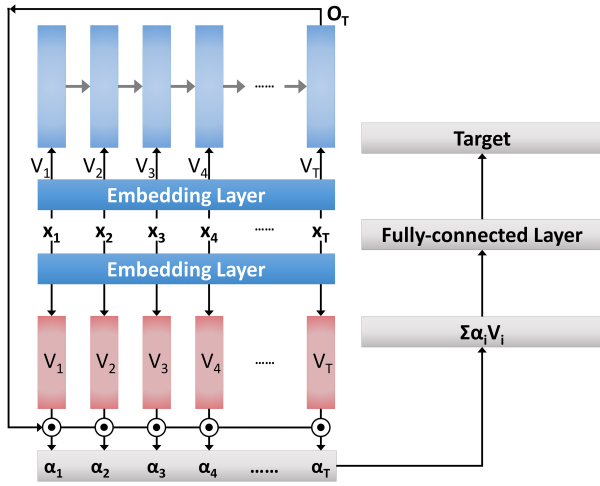 O_T
......
V_1 V_2 V_3 V_4 V_T
Embedding Layer
x_1 x_2 x_3 x_4 ...... x_T
Embedding Layer
V_1 V_2 V_3 V_4 ...... V_T
α_1 α_2 α_3 α_4 ...... α_T
Target
Fully-connected Layer
Σα_iV_i